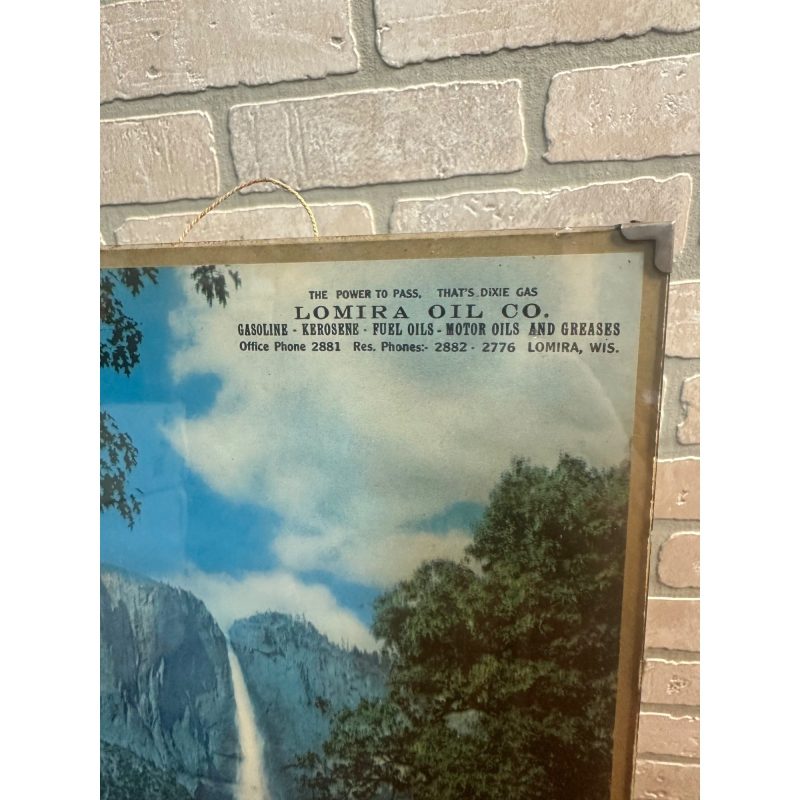 THE POWER TO PASS, THAT'S DIXIE GAS
LOMIRA OIL CO.
GASOLINE - KEROSENE - FUEL OILS - MOTOR OILS AND GREASES
Office Phone 2881 Res. Phones:- 2882 - 2776 LOMIRA, WIS.